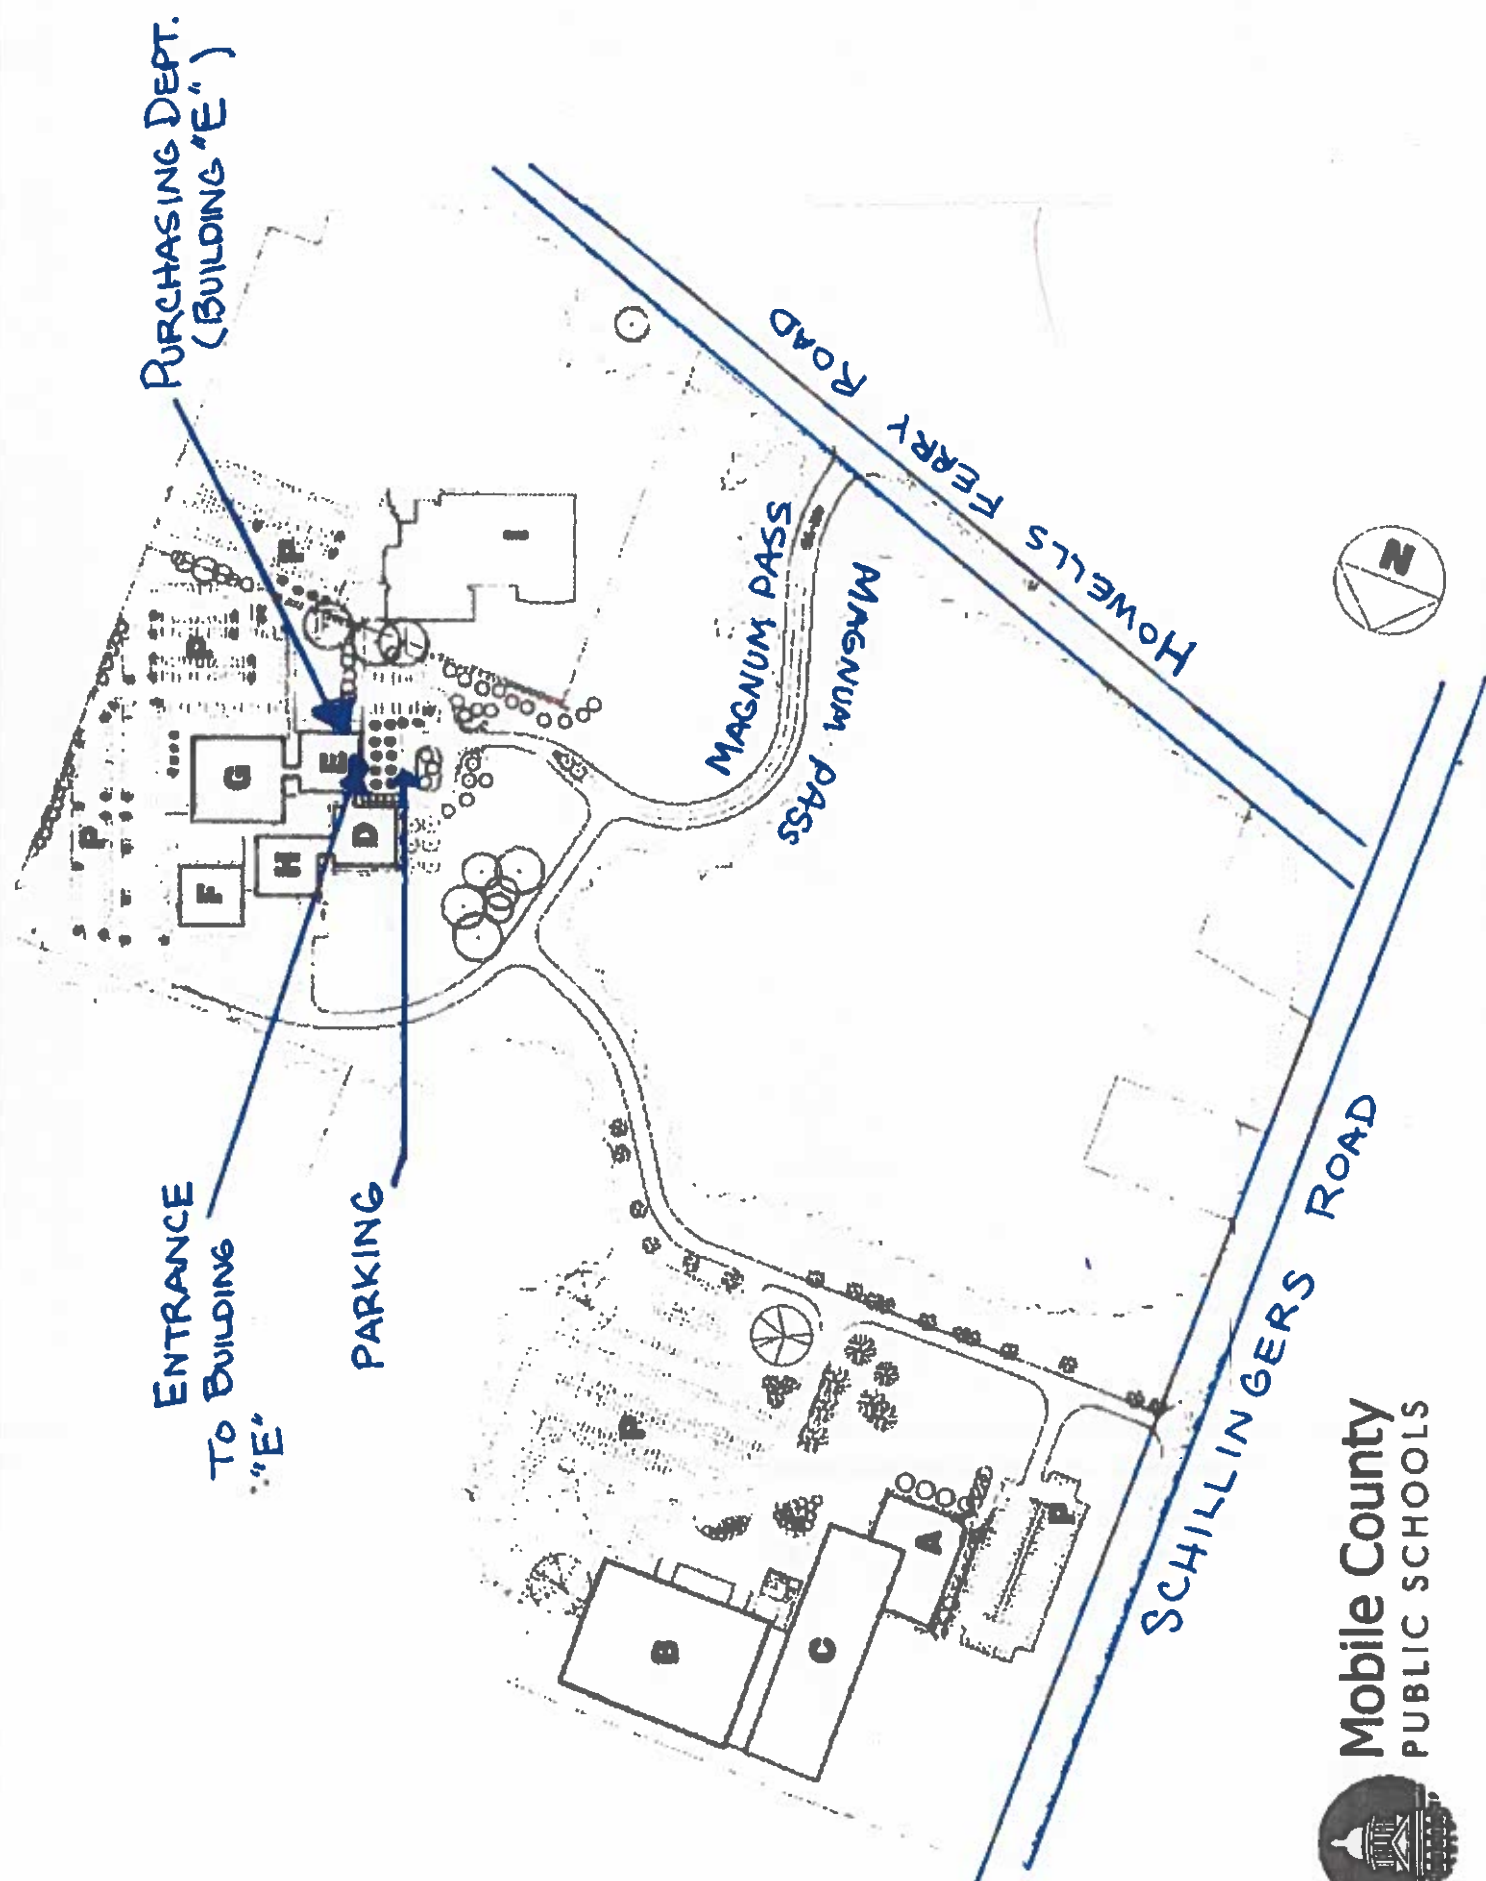 PURCHASING DEPT.
(BUILDING "E")
ENTRANCE
TO BUILDING
"E"
PARKING
P
P
P
G
E
F
H
D
I
MAGNUM PASS
MAGNUM PASS
HOWELLS FERRY ROAD
N
P
B
C
A
P
SCHILLINGERS ROAD
Mobile County
PUBLIC SCHOOLS